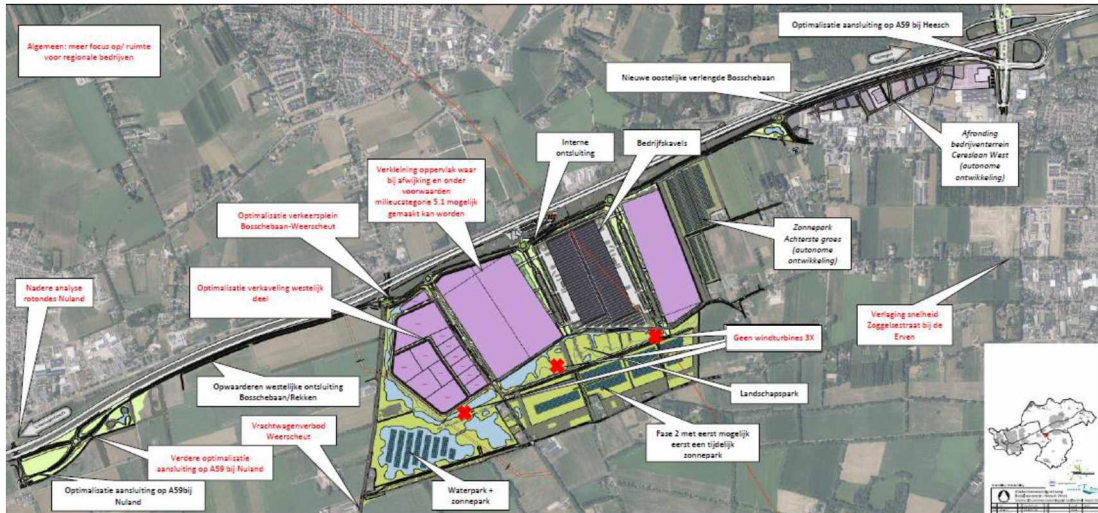 Algemeen: meer focus op/ ruimte
voor regionale bedrijven
Optimalisatie aansluiting op A59 bij Heesch
Nieuwe oostelijke verlengde Bosschebaan
Afronding
bedrijventerrein
Cereslaan West
(autonome
ontwikkeling)
Interne
ontsluiting
Bedrijfskavels
Verkleining oppervlak waar
bij afwijking en onder
voorwaarden
milieucategorie 5.1 mogelijk
gemaakt kan worden
Optimalisatie verkeersplein
Bosschebaan-Weerscheut
Zonnepark
Achterste groes
(autonome
ontwikkeling)
Nadere analyse
rotondes Nuland
Optimalisatie verkaveling westelijk
deel
Verlaging snelheid
Zoggelsestraat bij de
Erven
Geen windturbines 3X
Opwaarderen westelijke ontsluiting
Bosschebaan/Rekken
Landschapspark
Vrachtwagenverbod
Weerscheut
Fase 2 met eerst mogelijk
eerst een tijdelijk
zonnepark
Verdere optimalisatie
aansluiting op A59 bij Nuland
Optimalisatie aansluiting op A59bij
Nuland
Waterpark +
zonnepark